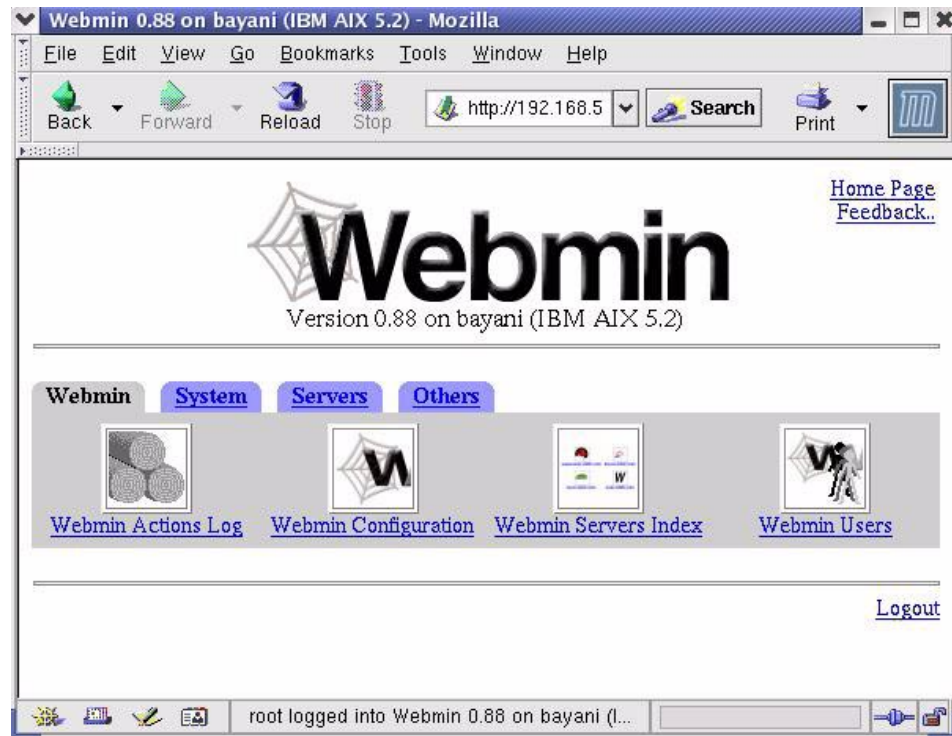 Webmin 0.88 on bayani (IBM AIX 5.2) - Mozilla
File Edit View Go Bookmarks Tools Window Help
Back Forward Reload Stop http://192.168.5 Search Print
Home Page
Feedback..
Webmin
Version 0.88 on bayani (IBM AIX 5.2)
Webmin System Servers Others
Webmin Actions Log Webmin Configuration Webmin Servers Index Webmin Users
Logout
root logged into Webmin 0.88 on bayani (I...